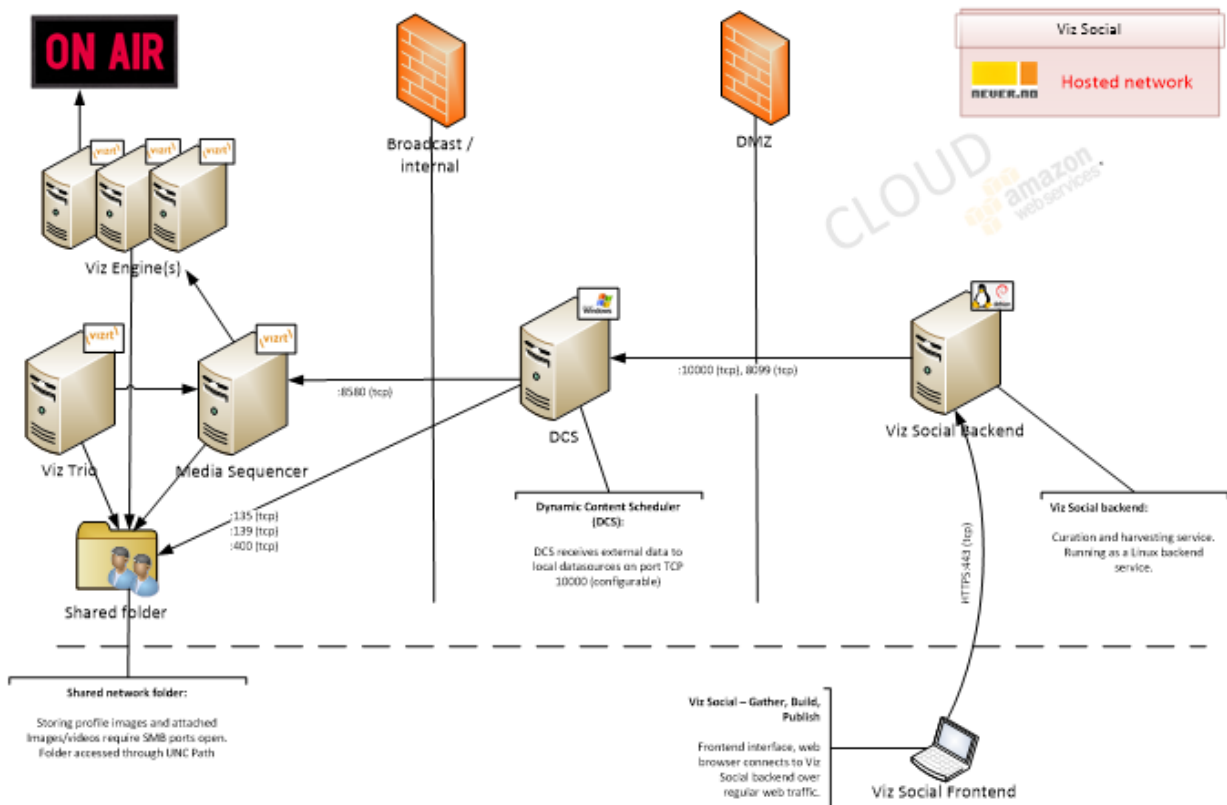 ON AIR
Viz Social
never.no
Hosted network
Broadcast /
internal
DMZ
CLOUD
amazon
webservices
vizrt
vizrt
vizrt
Viz Engine(s)
Windows
debian
vizrt
vizrt
:10000 (tcp), 8099 (tcp)
:8580 (tcp)
DCS
Viz Social Backend
Viz Trio
Media Sequencer
:135 (tcp)
:139 (tcp)
:400 (tcp)
Dynamic Content Scheduler
(DCS):
DCS receives external data to
local datasources on port TCP
10000 (configurable)
Viz Social backend:
Curation and harvesting service.
Running as a Linux backend
service.
HTTPS:443 (tcp)
Shared folder
Shared network folder:
Storing profile images and attached
Images/videos require SMB ports open.
Folder accessed through UNC Path
Viz Social – Gather, Build,
Publish
Frontend interface, web
browser connects to Viz
Social backend over
regular web traffic.
Viz Social Frontend